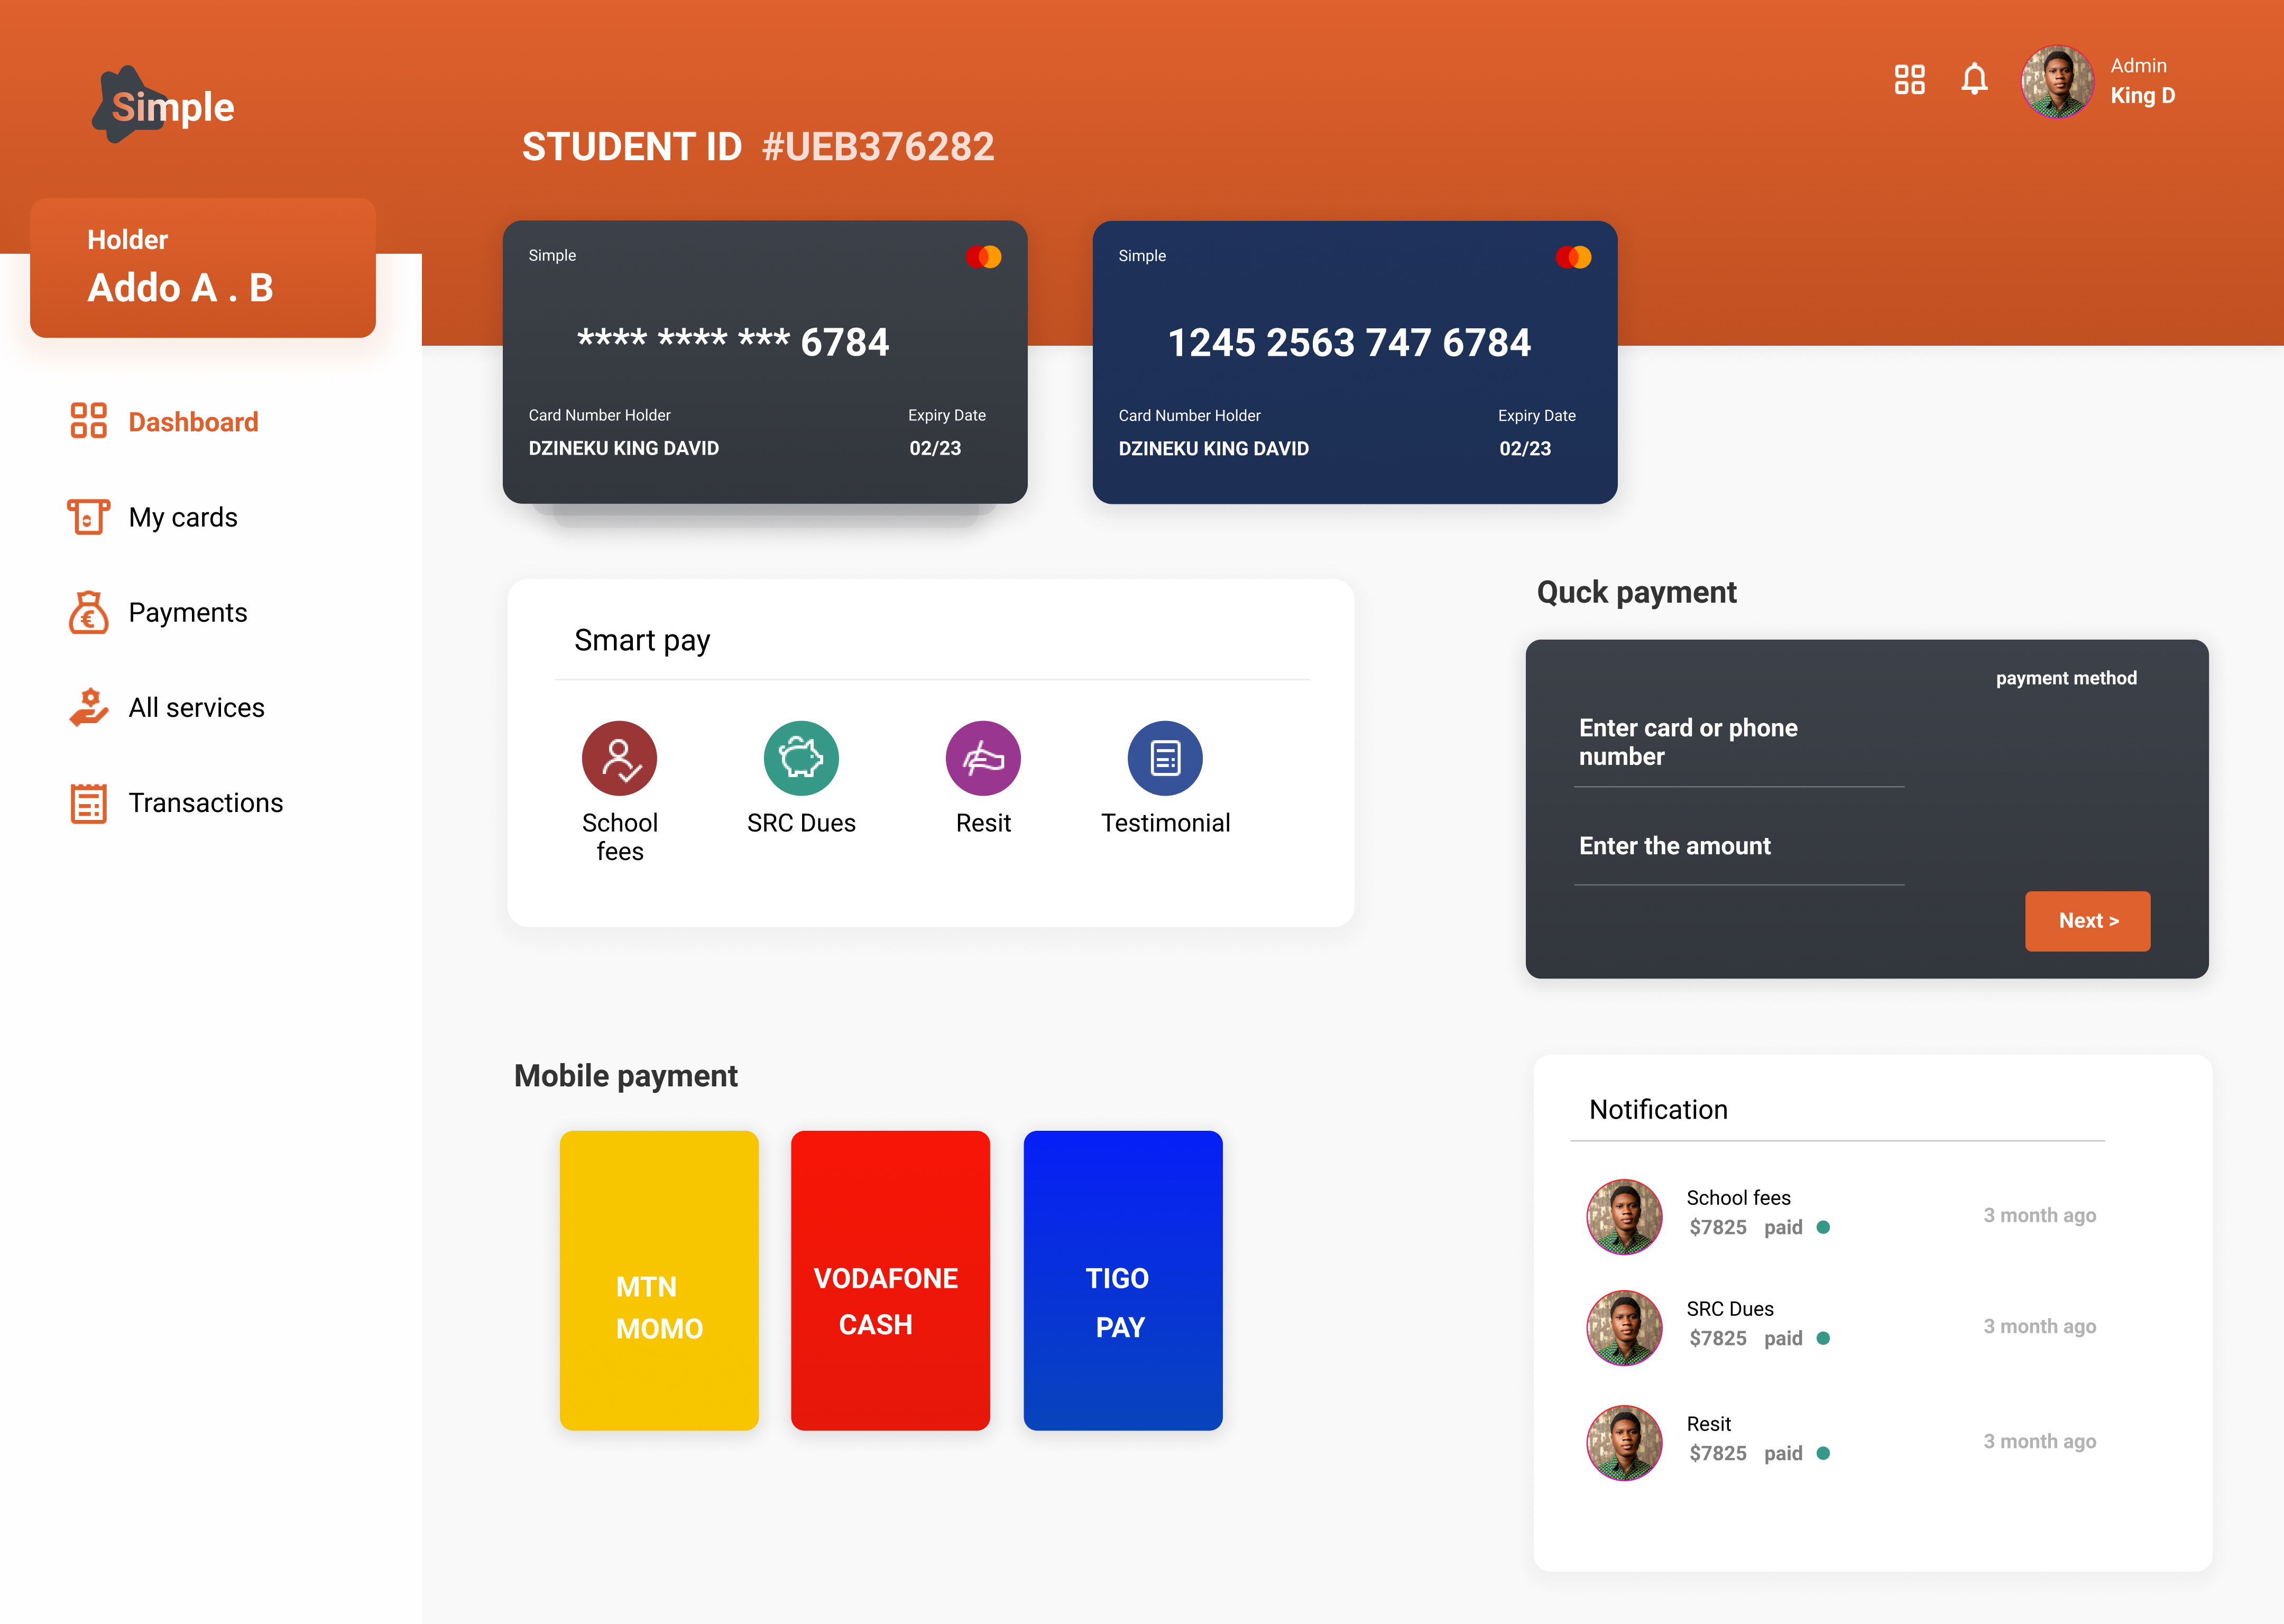 Simple
Admin
King D
STUDENT ID #UEB376282
Holder
Addo A . B
Dashboard
My cards
Payments
All services
Transactions
Simple
**** **** *** 6784
Card Number Holder
Expiry Date
DZINEKU KING DAVID
02/23
Simple
1245 2563 747 6784
Card Number Holder
Expiry Date
DZINEKU KING DAVID
02/23
Smart pay
School
fees
SRC Dues
Resit
Testimonial
Quck payment
payment method
Enter card or phone
number
Enter the amount
Next >
Mobile payment
MTN
MOMO
VODAFONE
CASH
TIGO
PAY
Notification
School fees
$7825 paid
3 month ago
SRC Dues
$7825 paid
3 month ago
Resit
$7825 paid
3 month ago